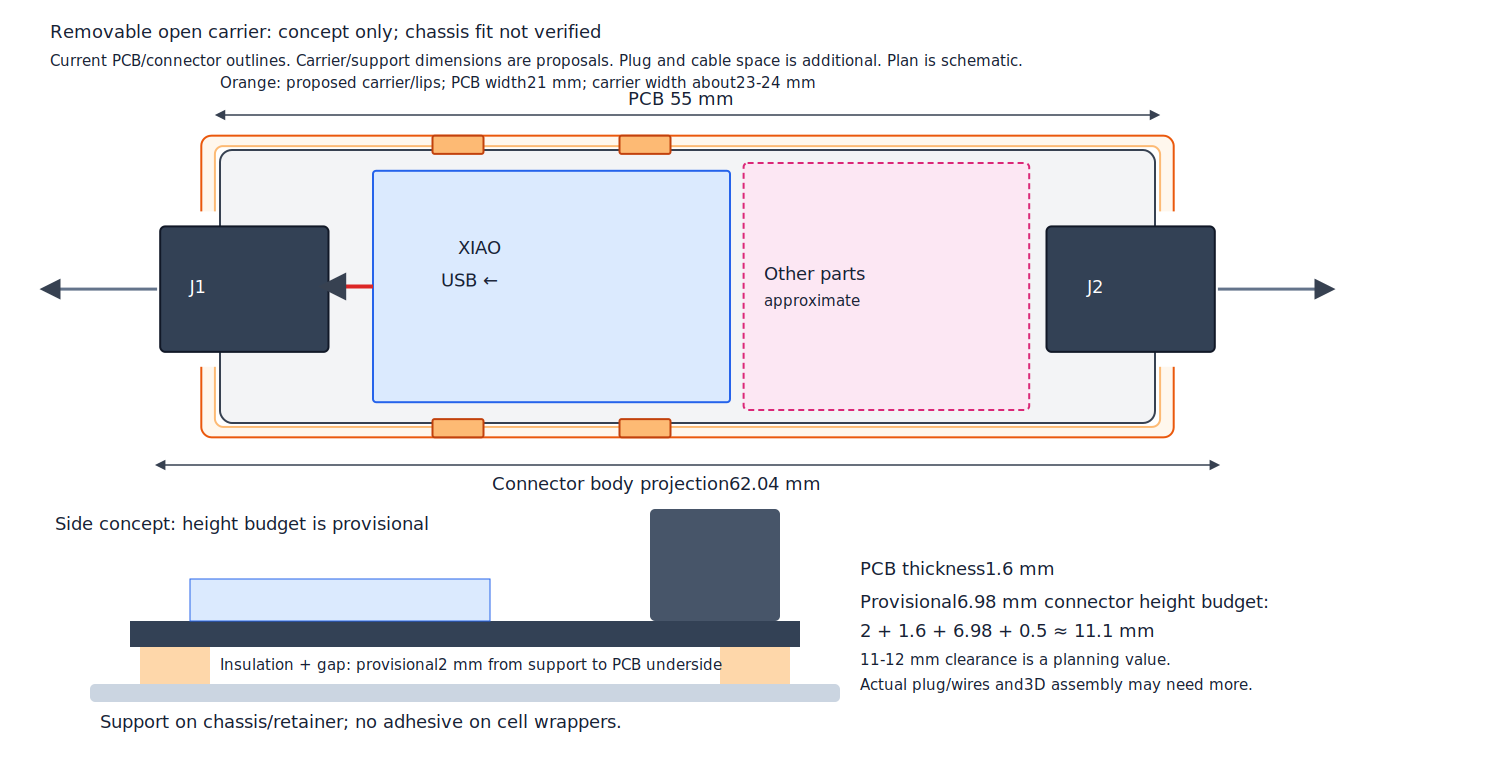 Removable open carrier: concept only; chassis fit not verified
Current PCB/connector outlines. Carrier/support dimensions are proposals. Plug and cable space is additional. Plan is schematic.
Orange: proposed carrier/lips; PCB width21 mm; carrier width about23-24 mm
PCB 55 mm
XIAO
USB ←
J1
Other parts
approximate
J2
Connector body projection62.04 mm
Side concept: height budget is provisional
PCB thickness1.6 mm
Provisional6.98 mm connector height budget:
2 + 1.6 + 6.98 + 0.5 ≈ 11.1 mm
Insulation + gap: provisional2 mm from support to PCB underside
11-12 mm clearance is a planning value.
Actual plug/wires and3D assembly may need more.
Support on chassis/retainer; no adhesive on cell wrappers.